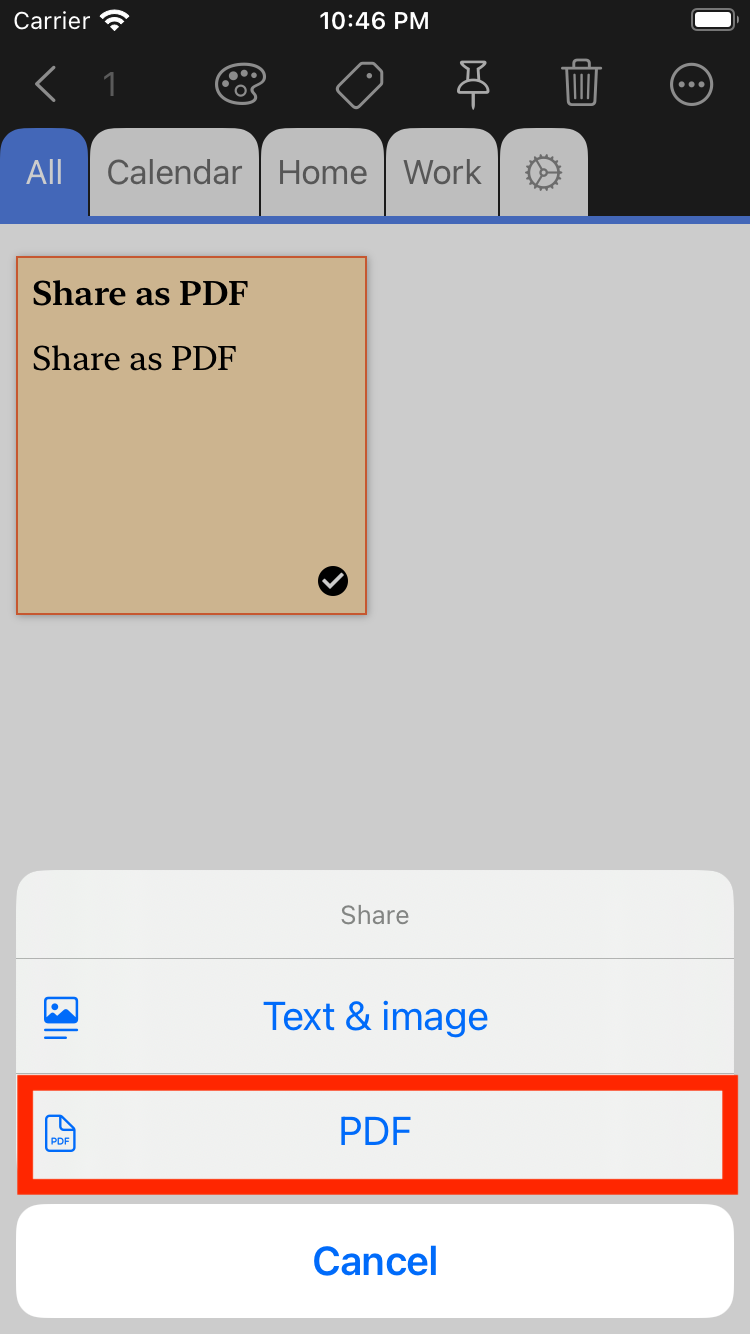 Carrier 10:46 PM
1
All Calendar Home Work
Share as PDF
Share as PDF
Share
Text & image
PDF PDF
Cancel